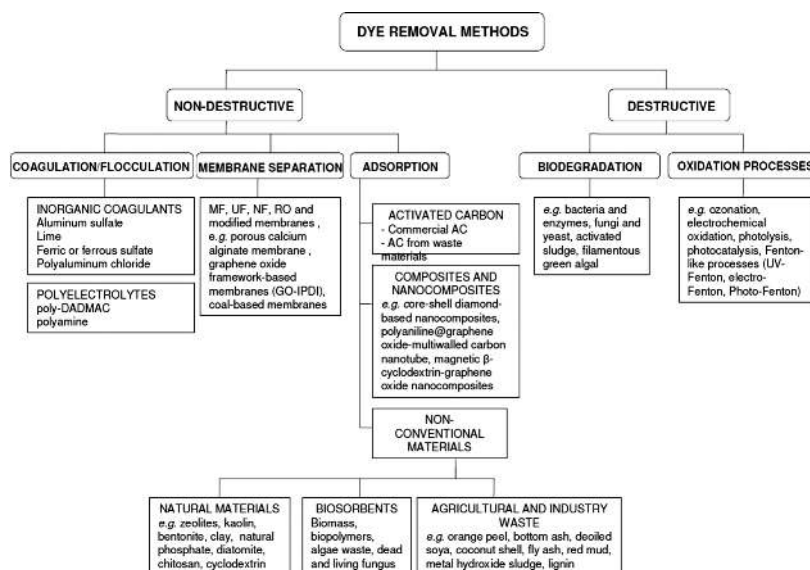 DYE REMOVAL METHODS
NON-DESTRUCTIVE
DESTRUCTIVE
COAGULATION/FLOCCULATION
MEMBRANE SEPARATION
ADSORPTION
BIODEGRADATION
OXIDATION PROCESSES
INORGANIC COAGULANTS
Aluminum sulfate
Lime
Ferric or ferrous sulfate
Polyaluminum chloride
POLYELECTROLYTES
poly-DADMAC
polyamine
MF, UF, NF, RO and
modified membranes ,
e.g. porous calcium
alginate membrane ,
graphene oxide
framework-based
membranes (GO-IPDI),
coal-based membranes
ACTIVATED CARBON
- Commercial AC
- AC from waste
materials
COMPOSITES AND
NANOCOMPOSITES
e.g. core-shell diamond-
based nanocomposites,
polyaniline@graphene
oxide-multiwalled carbon
nanotube, magnetic β-
cyclodextrin-graphene
oxide nanocomposites
NON-
CONVENTIONAL
MATERIALS
e.g. bacteria and
enzymes, fungi and
yeast, activated
sludge, filamentous
green algal
e.g. ozonation,
electrochemical
oxidation, photolysis,
photocatalysis, Fenton-
like processes (UV-
Fenton, electro-
Fenton, Photo-Fenton)
NATURAL MATERIALS
e.g. zeolites, kaolin,
bentonite, clay, natural
phosphate, diatomite,
chitosan, cyclodextrin
BIOSORBENTS
Biomass,
biopolymers,
algae waste, dead
and living fungus
AGRICULTURAL AND INDUSTRY
WASTE
e.g. orange peel, bottom ash, deoiled
soya, coconut shell, fly ash, red mud,
metal hydroxide sludge, lignin